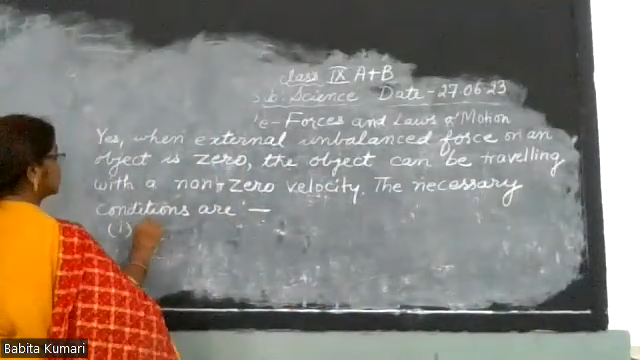 class IX A+B
Sub. Science Date - 27.06.23
'e - Forces and Laws of Motion
Yes, when external unbalanced force on an
object is zero, the object can be travelling
with a non-zero velocity. The necessary
conditions are : —
(i)
Babita Kumari